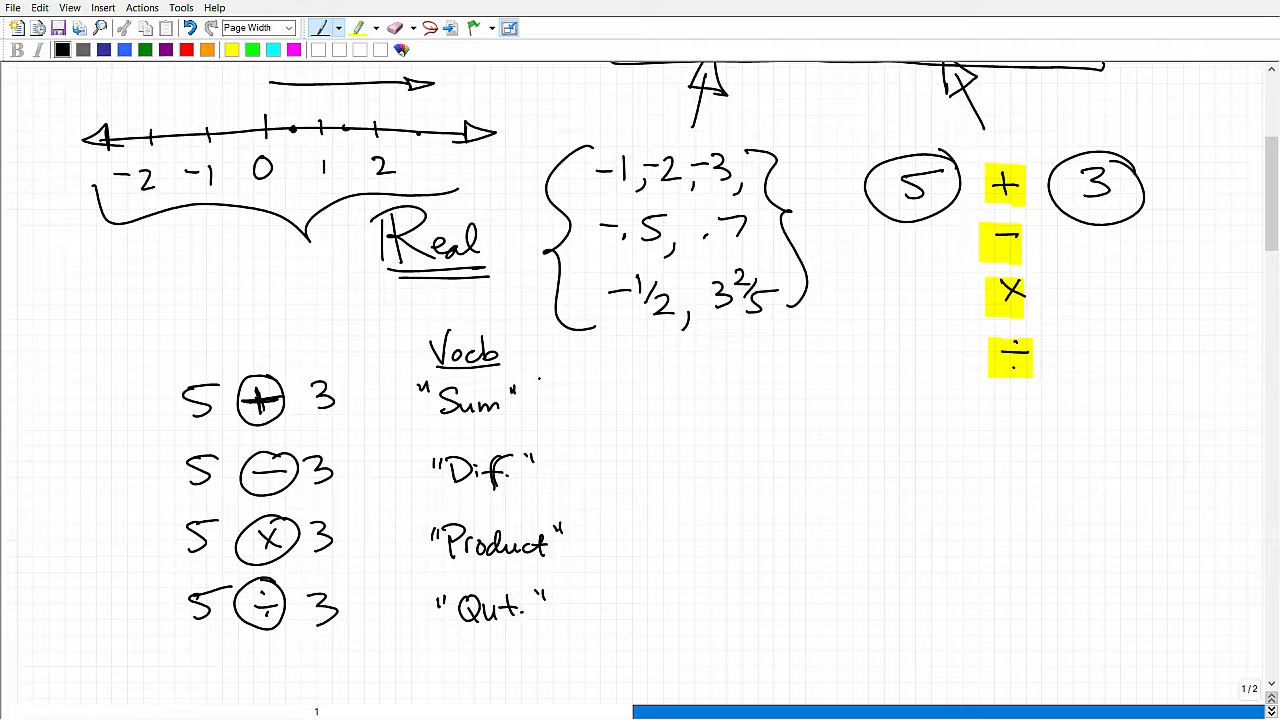 File Edit View Insert Actions Tools Help
Page Width
B I
-2 -1 0 1 2
Real
-1, -2, -3,
-.5, .7
-1/2, 3 2/5
5 + 3
-
×
÷
Vocb
5 + 3 "Sum"
5 - 3 "Dif."
5 × 3 "Product"
5 ÷ 3 "Qut."
1/2
1